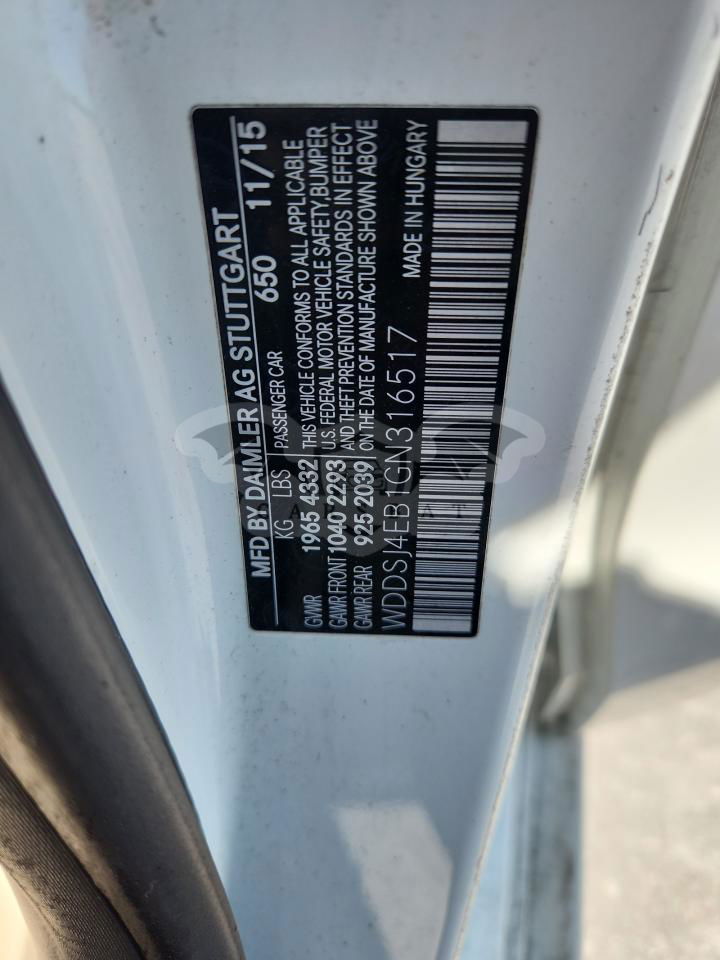 MFD BY DAIMLER AG STUTTGART
650 11/15
KG LBS PASSENGER CAR
GVWR 1965 4332 THIS VEHICLE CONFORMS TO ALL APPLICABLE
GAWR FRONT 1040 2293 U.S. FEDERAL MOTOR VEHICLE SAFETY,BUMPER
GAWR REAR 925 2039 AND THEFT PREVENTION STANDARDS IN EFFECT
ON THE DATE OF MANUFACTURE SHOWN ABOVE
WDDSJ4EB1GN316517 MADE IN HUNGARY